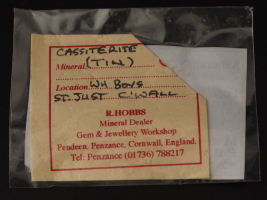 CASSITERITE
Mineral (TIN)
Location WH BOYS
ST. JUST C'WALL
R.HOBBS
Mineral Dealer
Gem & Jewellery Workshop
Pendeen, Penzance, Cornwall, England.
Tel: Penzance (01736) 788217